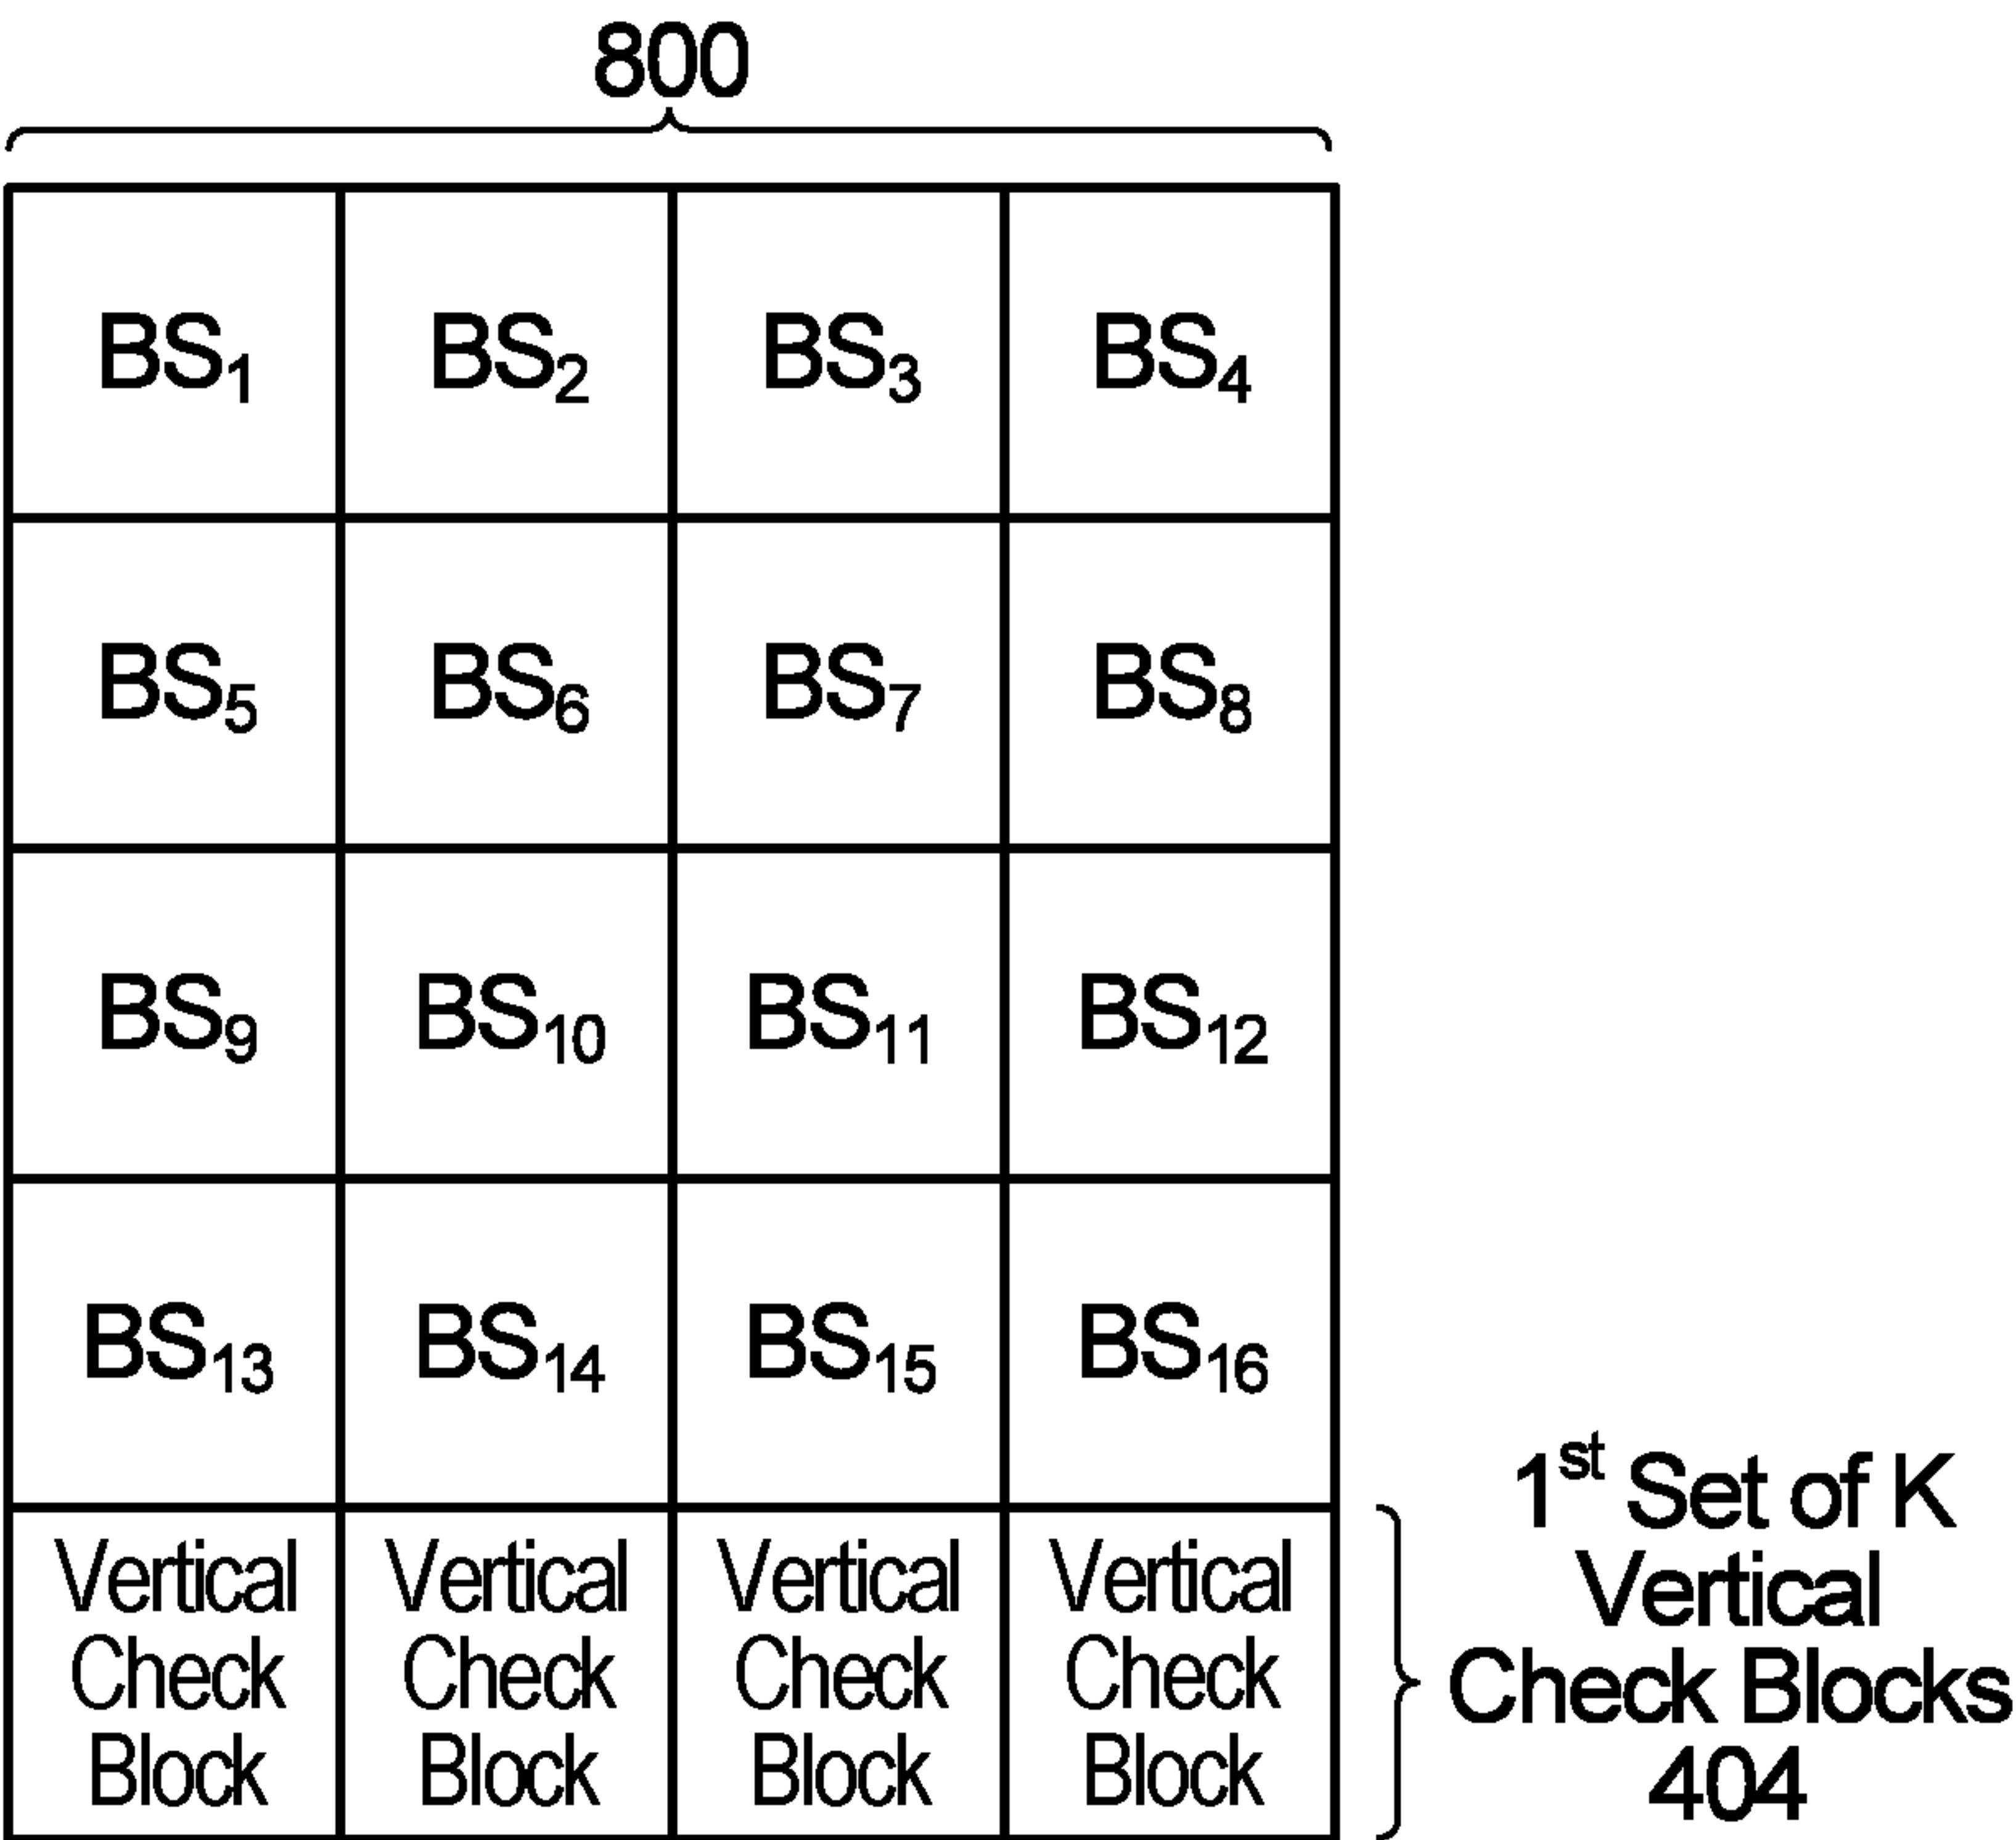 800
BS1 BS2 BS3 BS4
BS5 BS6 BS7 BS8
BS9 BS10 BS11 BS12
BS13 BS14 BS15 BS16
Vertical Check Block
Vertical Check Block
Vertical Check Block
Vertical Check Block
1st Set of K
Vertical
Check Blocks
404